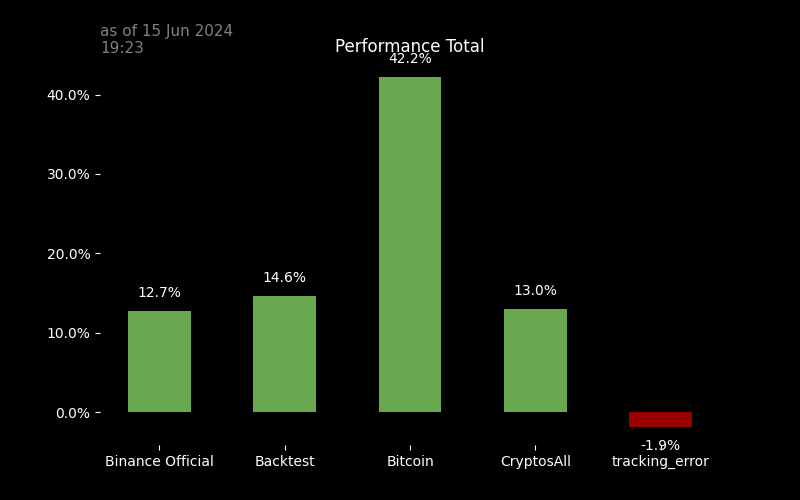 as of 15 Jun 2024
19:23
Performance Total
42.2%
40.0%
30.0%
20.0%
14.6%
13.0%
12.7%
10.0%
0.0%
-1.9%
Binance Official
Backtest
Bitcoin
CryptosAll
tracking_error